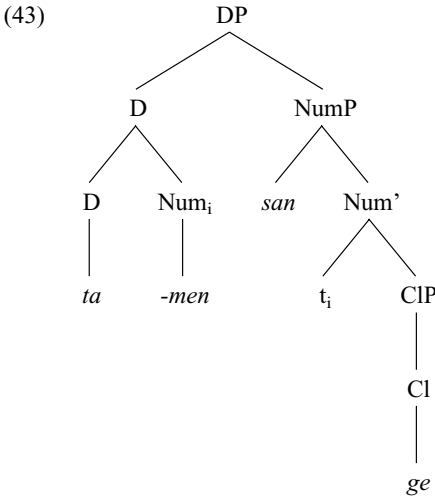 (43) DP
D NumP
D Numi san Num’
ta -men ti ClP
Cl
ge